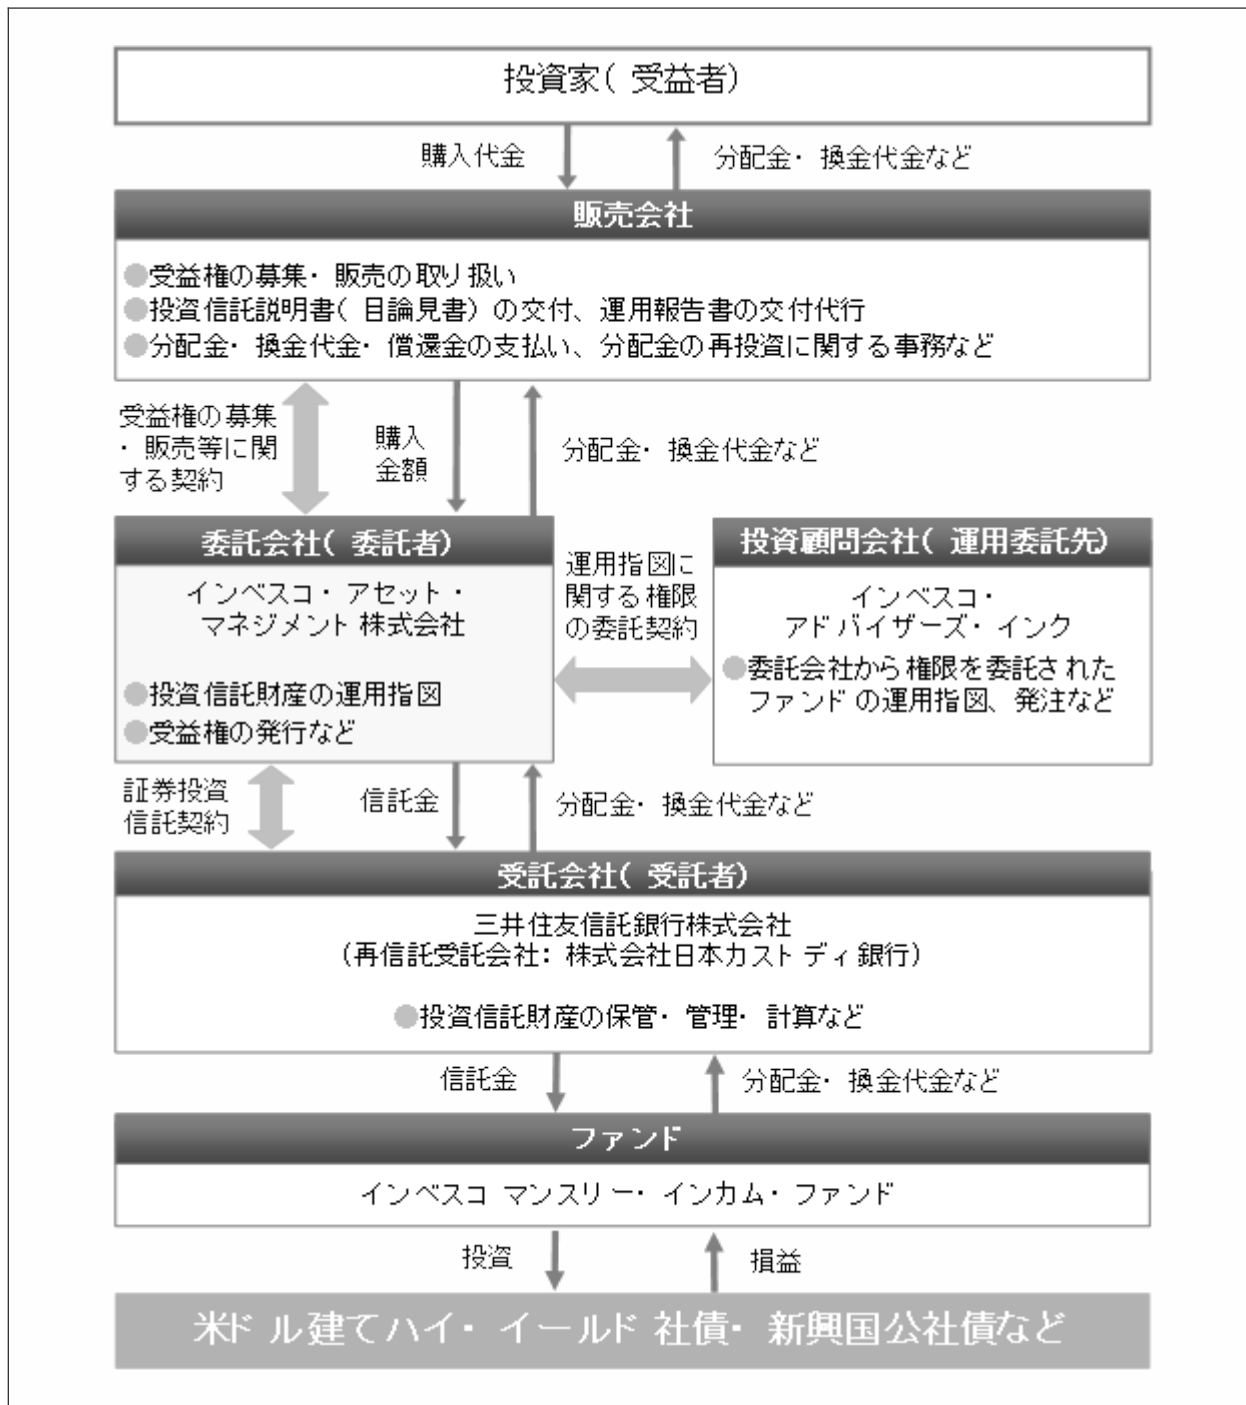 投資家(受益者)
購入代金
分配金・換金代金など
販売会社
●受益権の募集・販売の取り扱い
●投資信託説明書(目論見書)の交付、運用報告書の交付代行
●分配金・換金代金・償還金の支払い、分配金の再投資に関する事務など
受益権の募集
・販売等に関
する契約
購入
金額
分配金・換金代金など
委託会社(委託者)
インベスコ・アセット・
マネジメント株式会社
●投資信託財産の運用指図
●受益権の発行など
運用指図に
関する権限
の委託契約
投資顧問会社(運用委託先)
インベスコ・
アドバイザーズ・インク
●委託会社から権限を委託された
ファンドの運用指図、発注など
証券投資
信託契約
信託金
分配金・換金代金など
受託会社(受託者)
三井住友信託銀行株式会社
(再信託受託会社:株式会社日本カストディ銀行)
●投資信託財産の保管・管理・計算など
信託金
分配金・換金代金など
ファンド
インベスコ マンスリー・インカム・ファンド
投資
損益
米ドル建てハイ・イールド社債・新興国公社債など